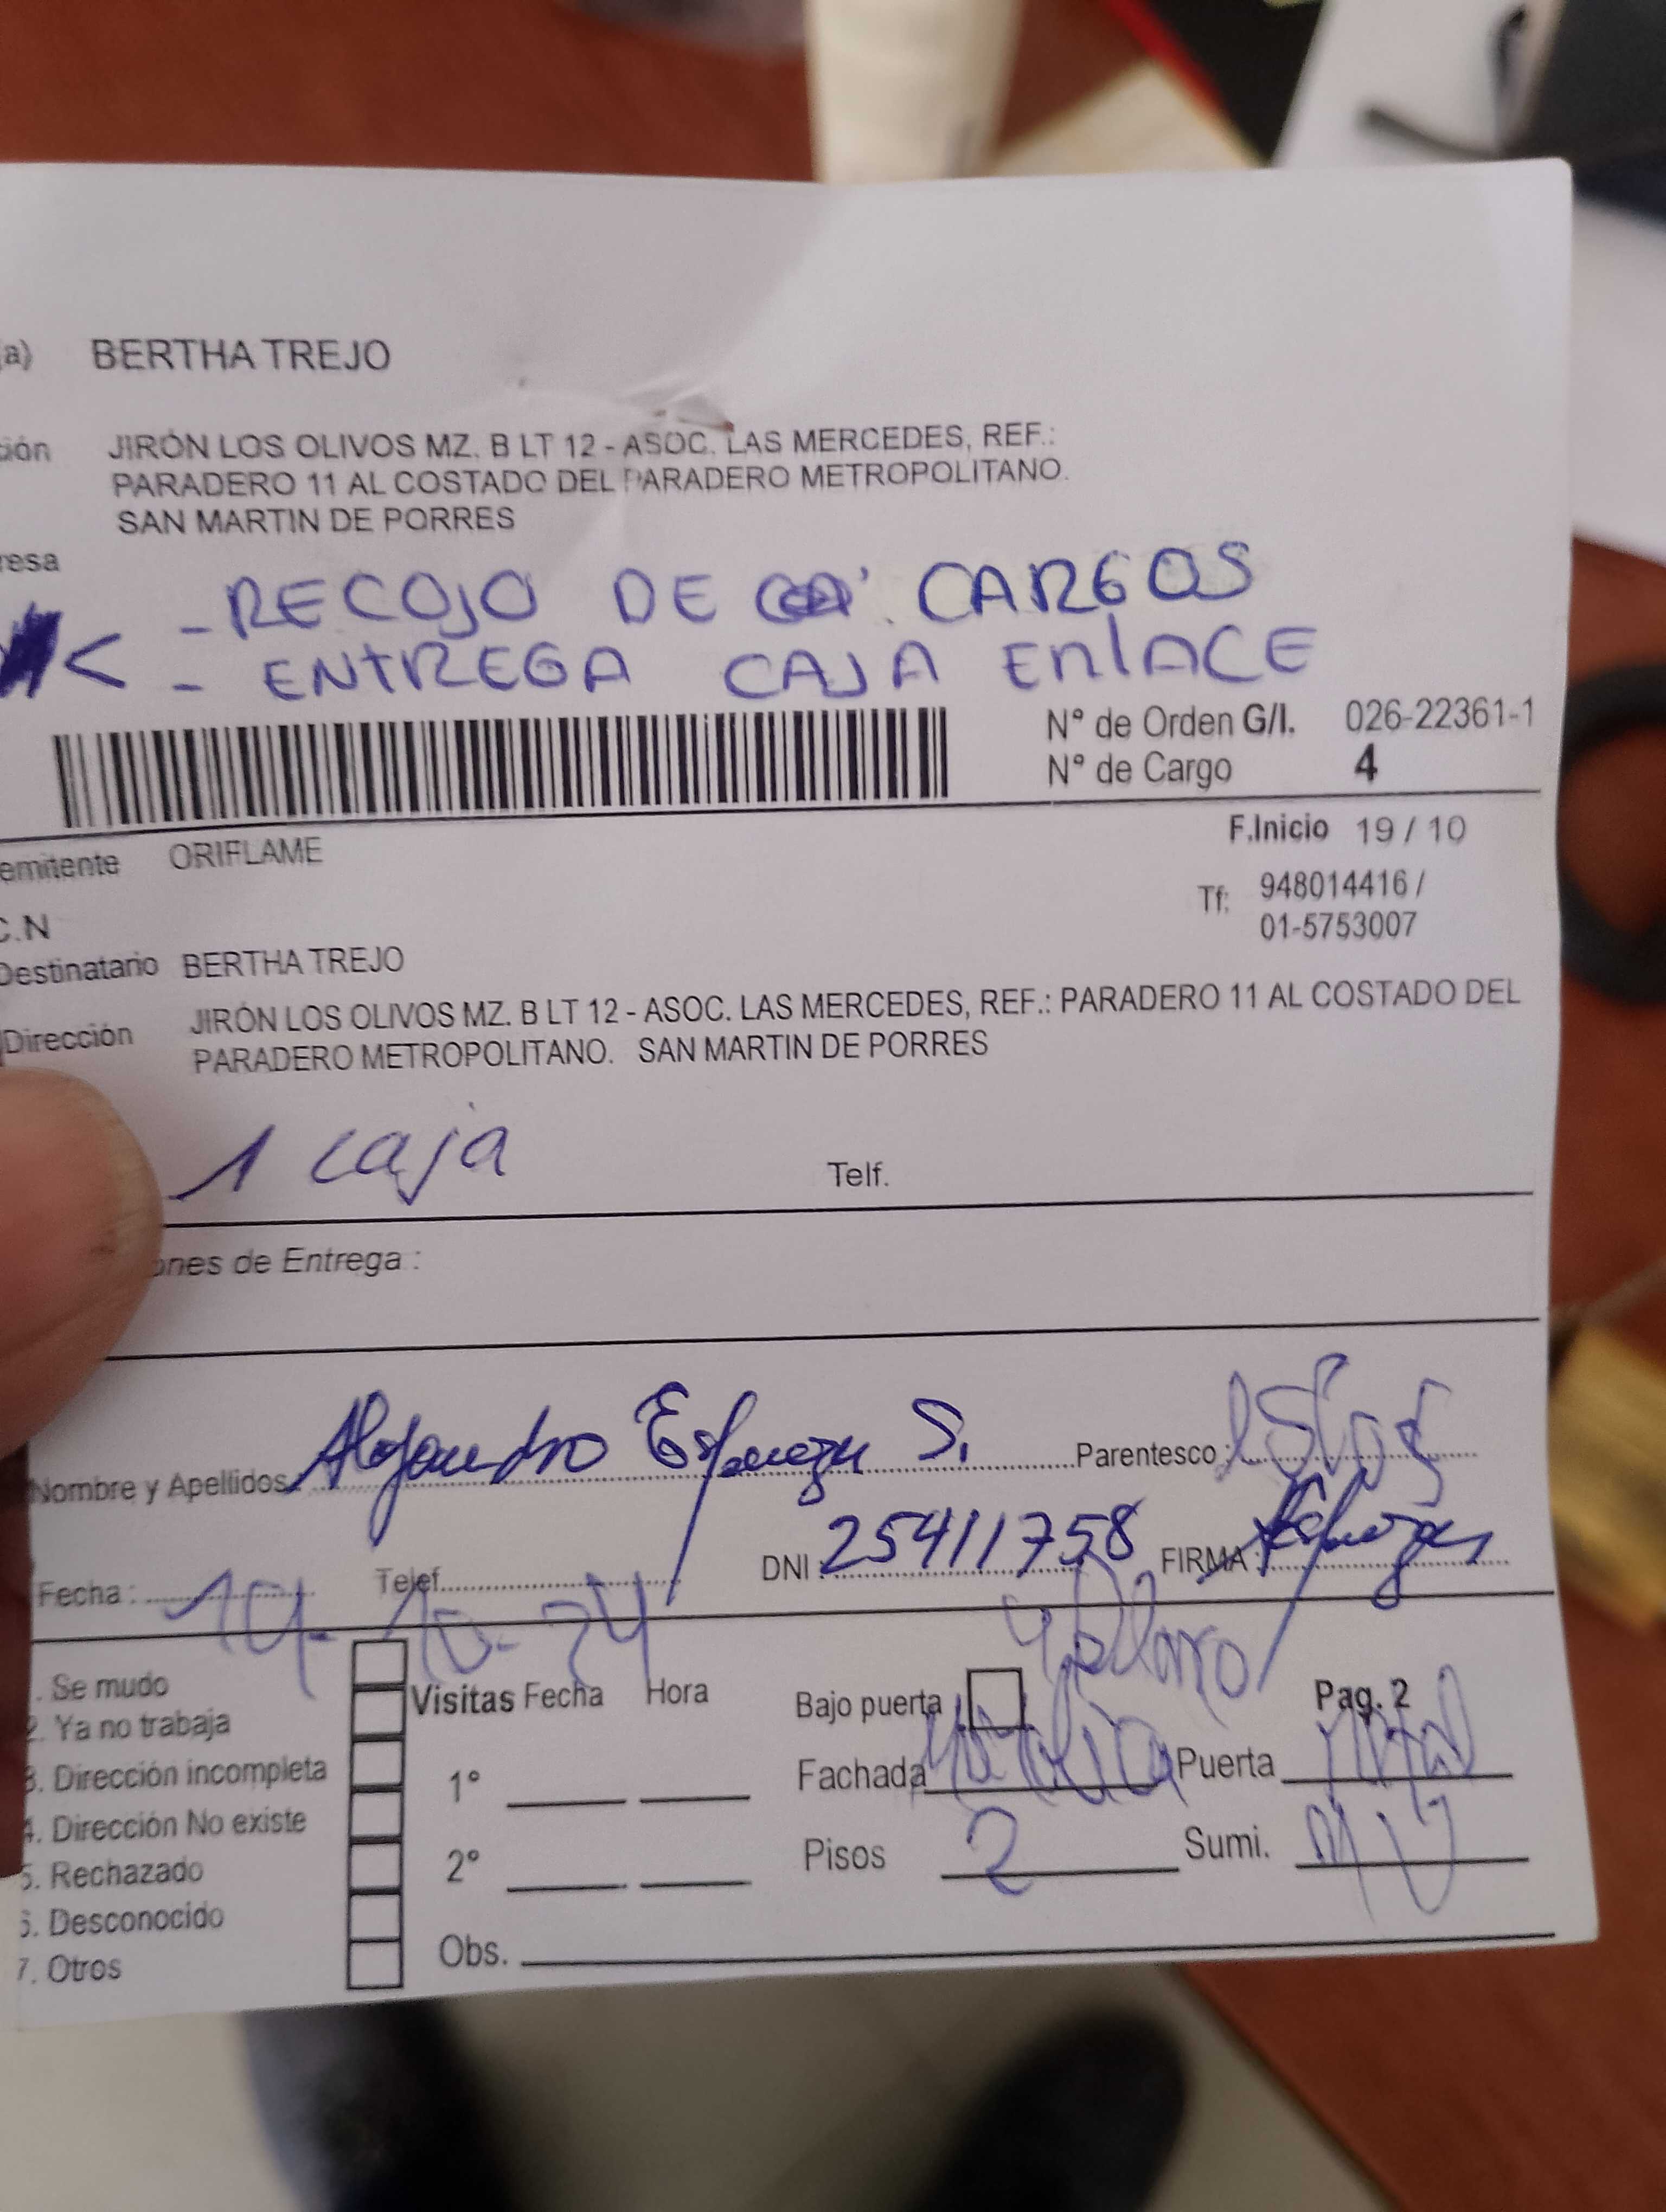 a) BERTHA TREJO
ión JIRÓN LOS OLIVOS MZ. B LT 12 - ASOC. LAS MERCEDES, REF.:
PARADERO 11 AL COSTADO DEL PARADERO METROPOLITANO.
SAN MARTIN DE PORRES
resa
- RECOJO DE CARGOS
< - ENTREGA CAJA ENlACE
N° de Orden G/I. 026-22361-1
N° de Cargo 4
emitente ORIFLAME
F.Inicio 19 / 10
Tf: 948014416 /
01-5753007
C.N
Destinatario BERTHA TREJO
Dirección JIRÓN LOS OLIVOS MZ. B LT 12 - ASOC. LAS MERCEDES, REF.: PARADERO 11 AL COSTADO DEL
PARADERO METROPOLITANO. SAN MARTIN DE PORRES
1 caja
Telf.
ones de Entrega :
Nombre y Apellidos Alejandro S. Parentesco :
Fecha : Telef. DNI : 25411758 FIRMA :
. Se mudo
2. Ya no trabaja
3. Dirección incompleta
4. Dirección No existe
5. Rechazado
6. Desconocido
7. Otros
Visitas Fecha Hora
1°
2°
Obs.
Bajo puerta
Pag. 2
Fachada Puerta
Pisos 2 Sumi.